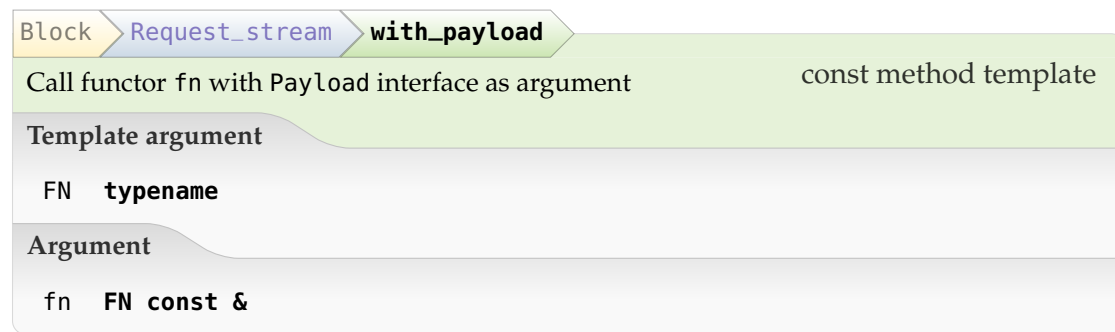 Block Request_stream with_payload
Call functor fn with Payload interface as argument const method template
Template argument
FN typename
Argument
fn FN const &